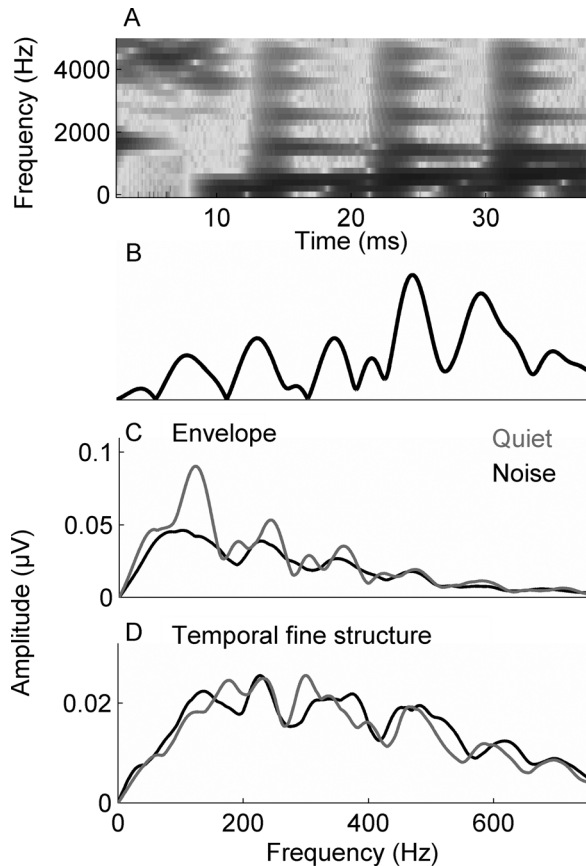 A
Frequency (Hz)
4000
2000
0
10
20
30
Time (ms)
B
C Envelope
Quiet
Noise
0.1
0.05
0
Amplitude (µV)
D Temporal fine structure
0.02
0
0
200
400
600
Frequency (Hz)